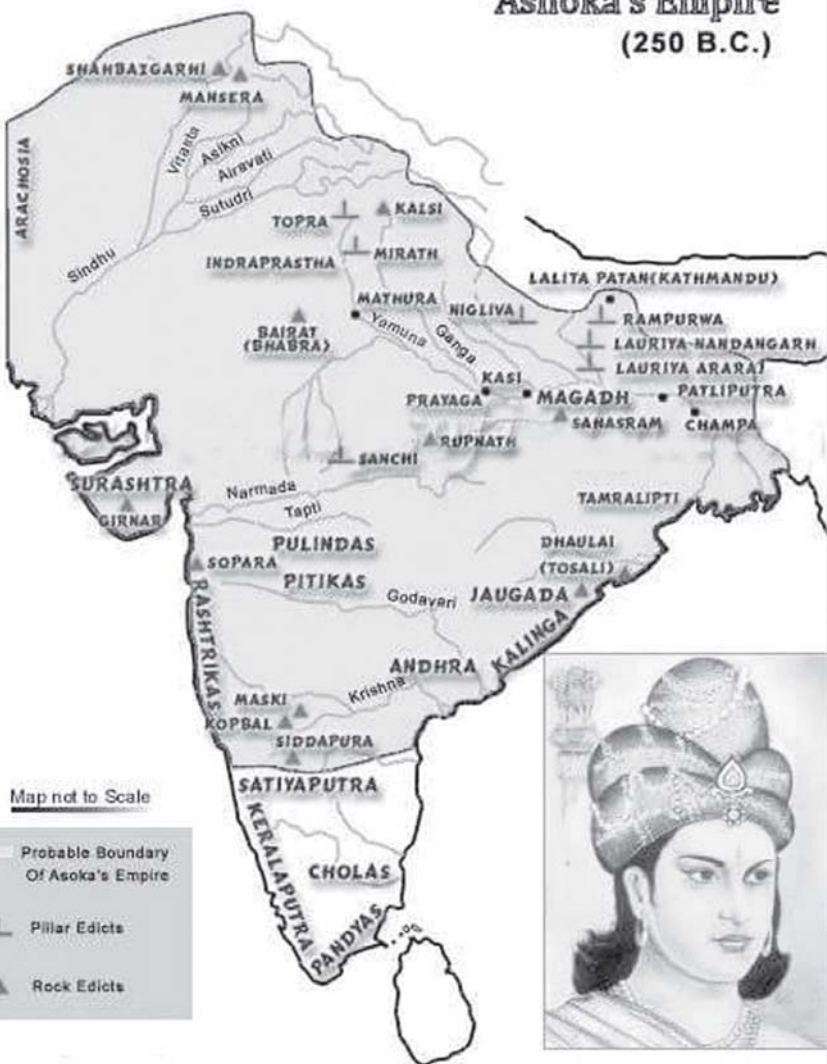 Ashoka's Empire
(250 B.C.)
SHAHBAZGARHI
MANSERA
ARACHOSIA
Vitasta
Asikni
Airavati
Sutudri
Sindhu
TOPRA
KALSI
INDRAPRASTHA
MIRATH
LALITA PATAN(KATHMANDU)
MATHURA
NIGLIVA
RAMPURWA
BAIRAT
(BHABRA)
Yamuna
Ganga
LAURIYA-NANDANGARH
LAURIYA ARARAJ
KASI
PRAYAGA
MAGADH
PATLIPUTRA
SAHASRAM
CHAMPA
RUPNATH
SANCHI
SURASHTRA
GIRNAR
Narmada
Tapti
TAMRALIPTI
PULINDAS
DHAULAI
(TOSALI)
SOPARA
PITIKAS
Godaveri
JAUGADA
RASHTRIKAS
KALINGA
ANDHRA
Krishna
MASKI
KOPBAL
SIDDAPURA
SATIYAPUTRA
KERALAPUTRA
CHOLAS
PANDYAS
Map not to Scale
Probable Boundary
Of Asoka's Empire
Pillar Edicts
Rock Edicts